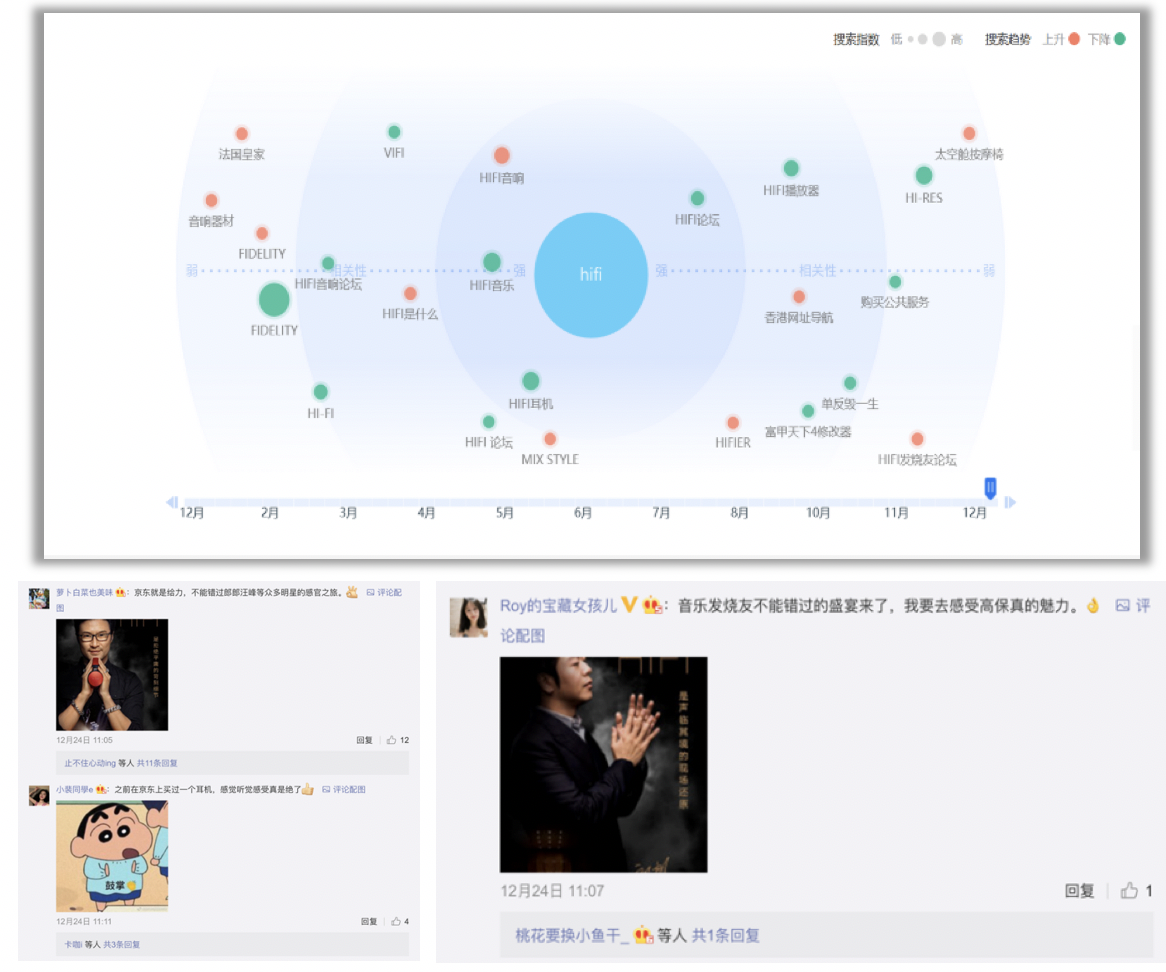 搜索指数 低 高 搜索趋势 上升 下降
法国皇家
VIFI
HIFI音响
太空舱按摩椅
HIFI播放器
HI-RES
音响器材
HIFI论坛
FIDELITY
弱 相关性 强 hifi 强 相关性 弱
HIFI音响论坛
HIFI音乐
HIFI是什么
购买公共服务
香港网址导航
FIDELITY
HI-FI
HIFI耳机
单反毁一生
HIFI 论坛
HIFIER
富甲天下4修改器
MIX STYLE
HIFI发烧友论坛
12月 2月 3月 4月 5月 6月 7月 8月 10月 11月 12月
萝卜白菜也美味：京东就是给力，不能错过郎郎汪峰等众多明星的感官之旅。 评论配
图
12月24日 11:05 回复 12
止不住心动ing 等人 共11条回复
小裴同學e：之前在京东上买过一个耳机，感觉听觉感受真是绝了 评论配图
鼓掌
12月24日 11:11 回复 4
卡咖i 等人 共3条回复
Roy的宝藏女孩儿：音乐发烧友不能错过的盛宴来了，我要去感受高保真的魅力。 评
论配图
HIFI
是声临其境的现场还原
12月24日 11:07 回复 1
桃花要换小鱼干_ 等人 共1条回复